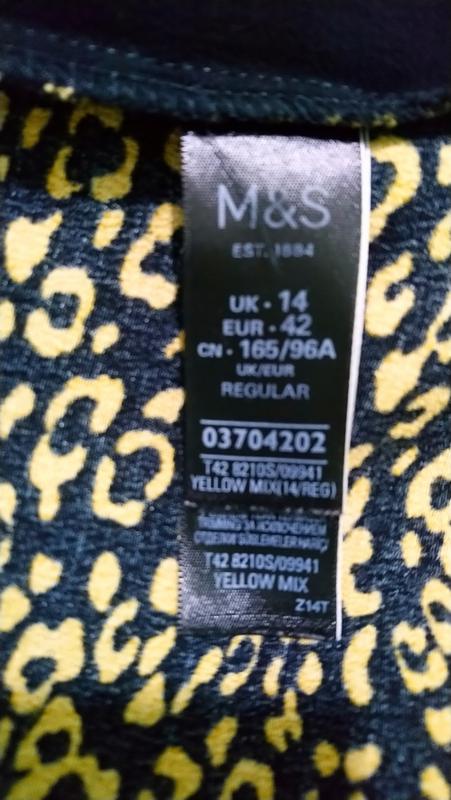 M&S
EST. 1884
UK • 14
EUR • 42
CN • 165/96A
UK/EUR
REGULAR
03704202
T42 8210S/09941
YELLOW MIX(14/REG)
T42 8210S/09941
YELLOW MIX
Z14T